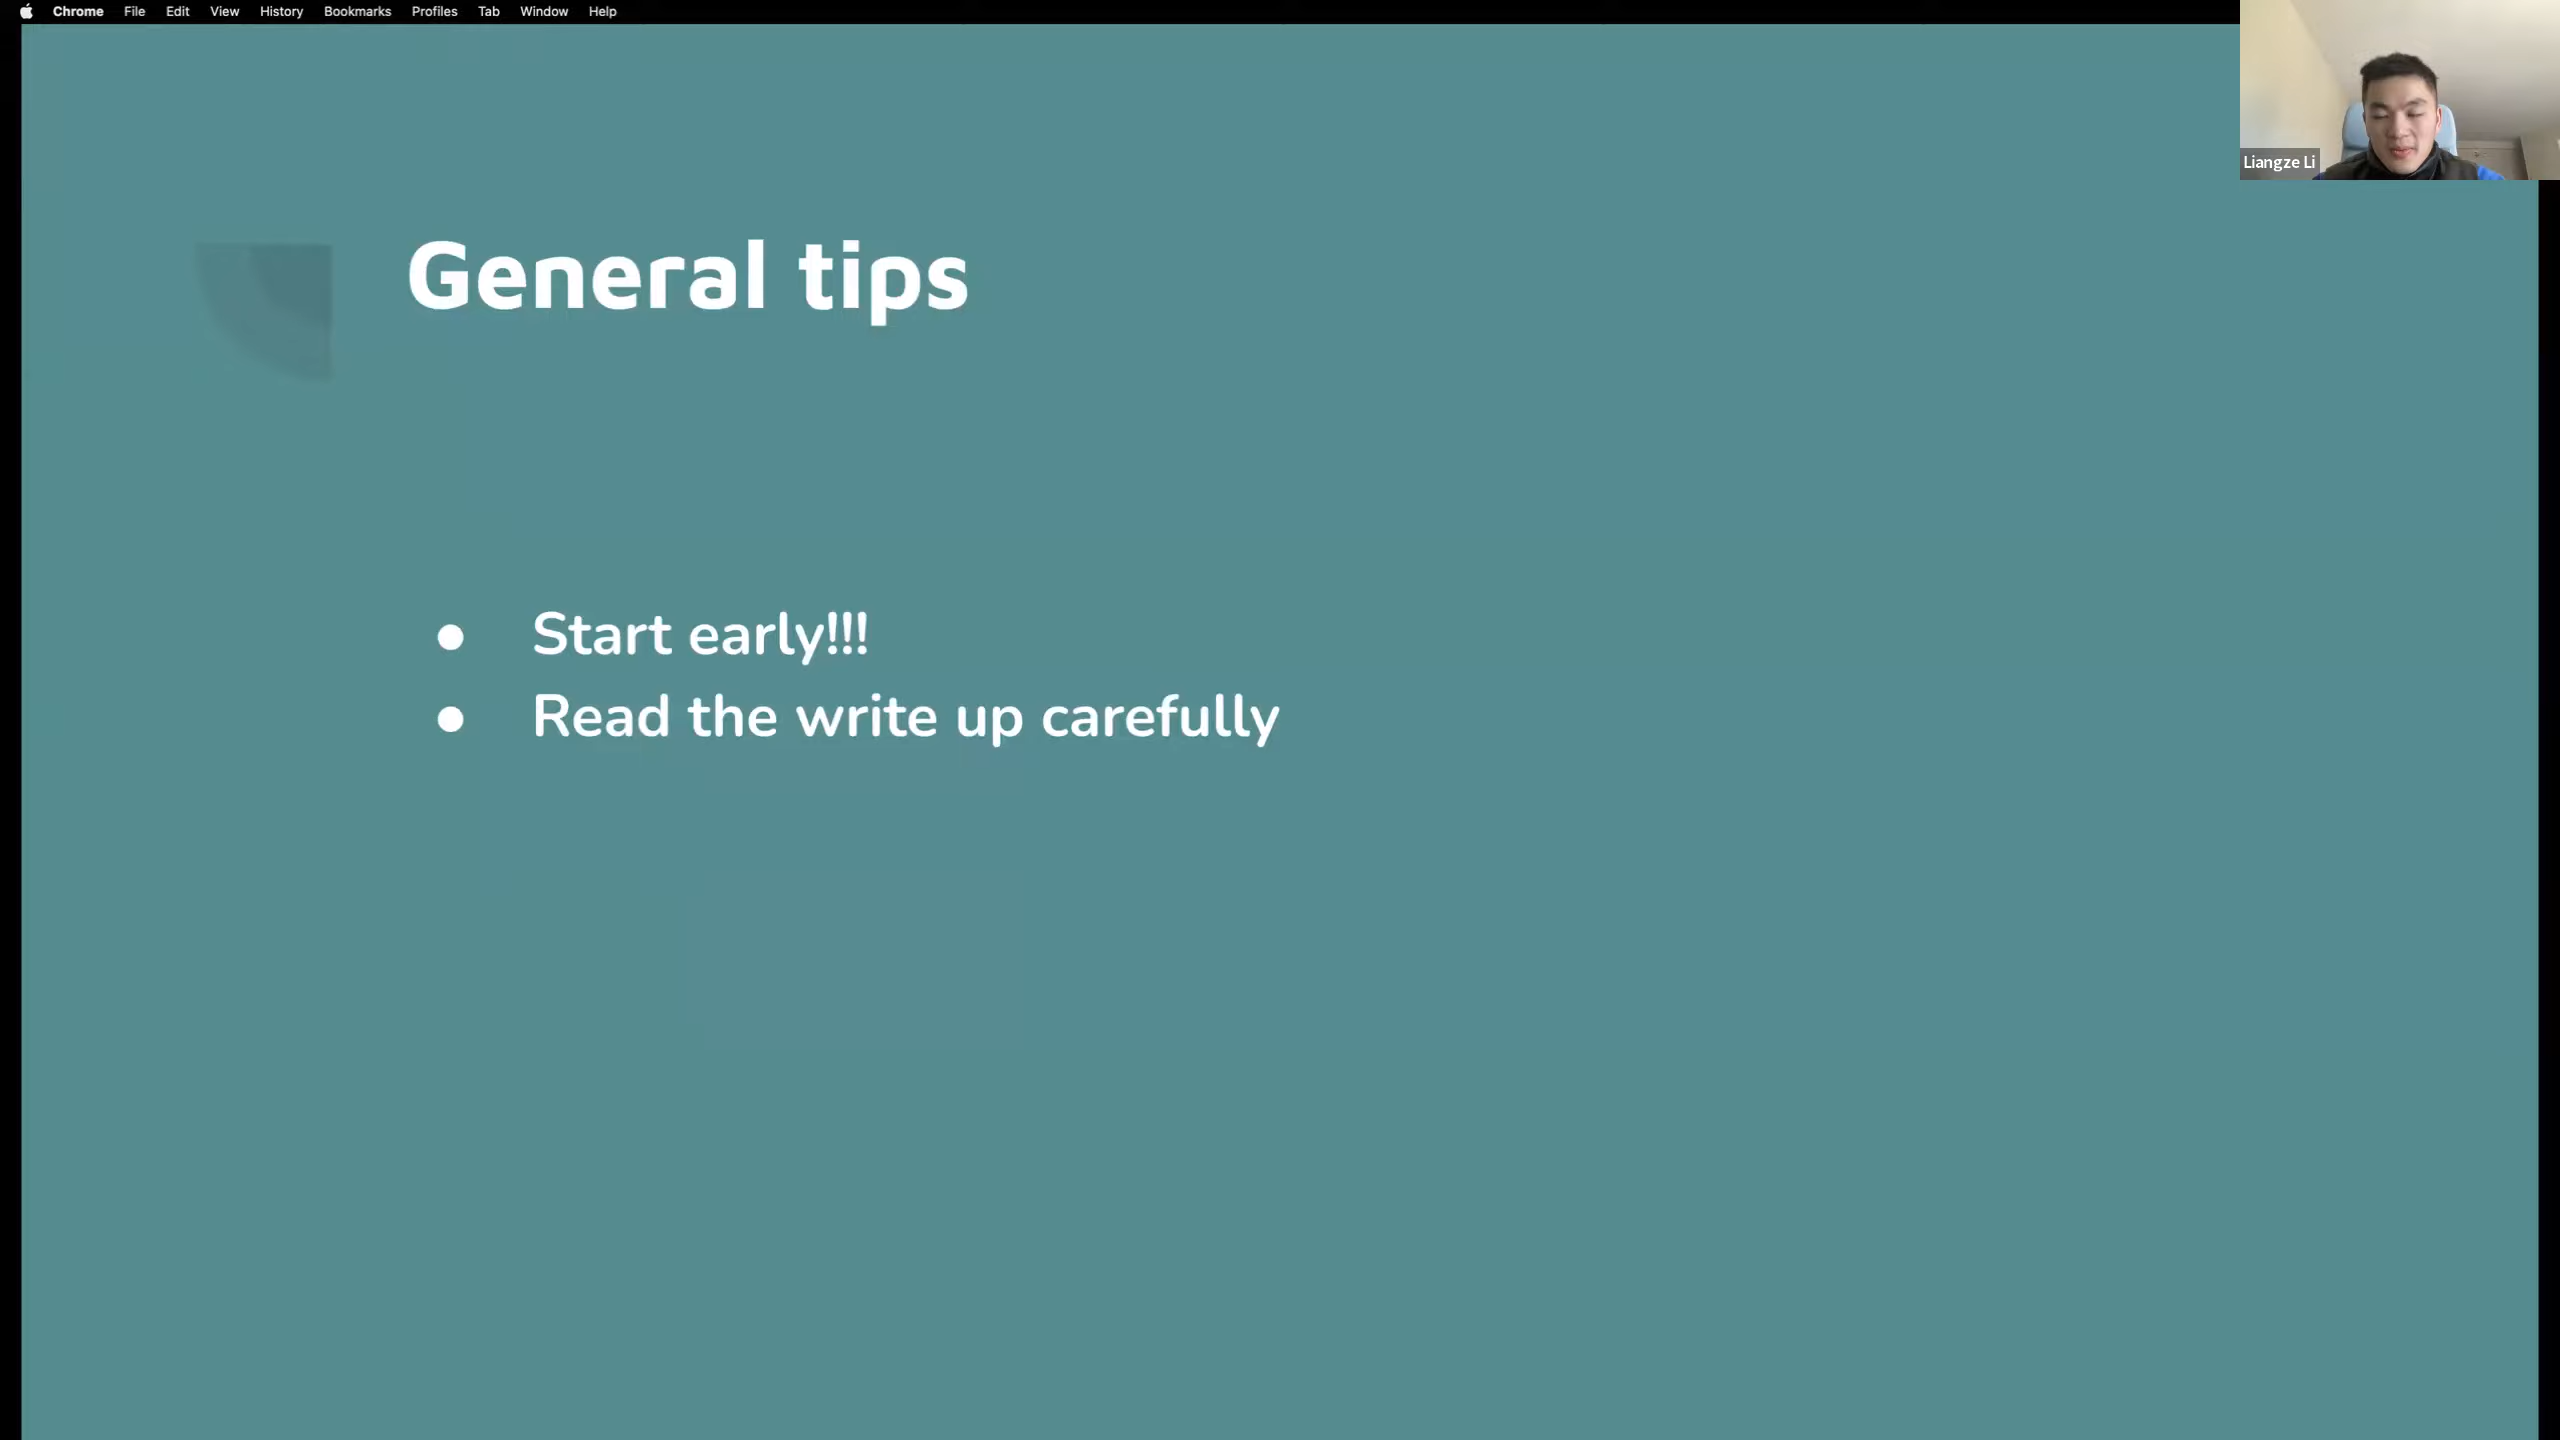 Chrome File Edit View History Bookmarks Profiles Tab Window Help
Liangze Li
General tips
● Start early!!!
● Read the write up carefully